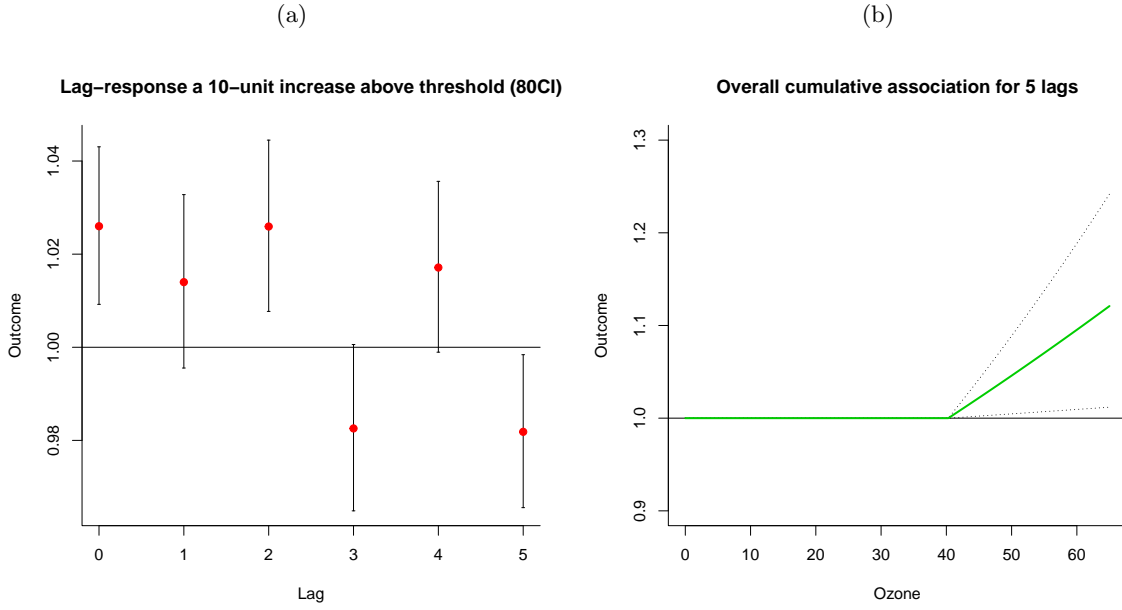 (a)
Lag−response a 10−unit increase above threshold (80CI)
Outcome
1.04
1.02
1.00
0.98
0 1 2 3 4 5
Lag
(b)
Overall cumulative association for 5 lags
Outcome
1.3
1.2
1.1
1.0
0.9
0 10 20 30 40 50 60
Ozone